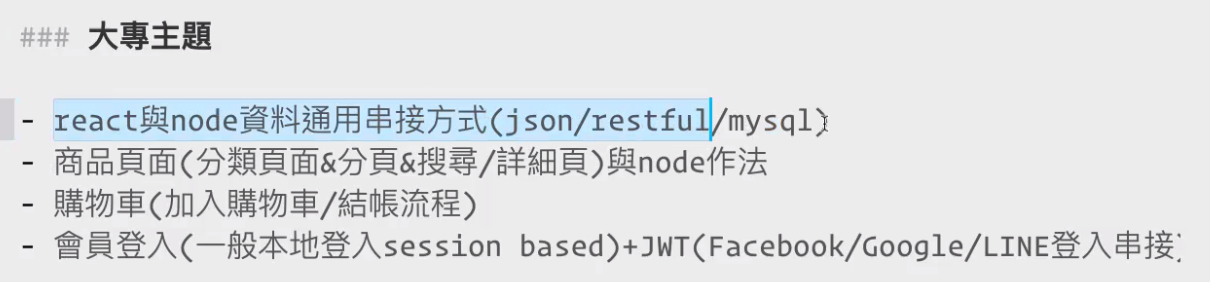 ### 大專主題
- react與node資料通用串接方式(json/restful/mysql)
- 商品頁面(分類頁面&分頁&搜尋/詳細頁)與node作法
- 購物車(加入購物車/結帳流程)
- 會員登入(一般本地登入session based)+JWT(Facebook/Google/LINE登入串接)